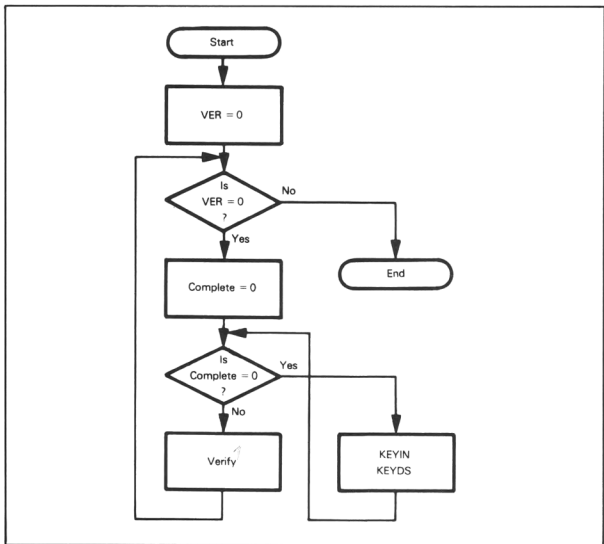 Start
VER = 0
Is
VER = 0
?
No
Yes
End
Complete = 0
Is
Complete = 0
?
Yes
No
Verify
KEYIN
KEYDS